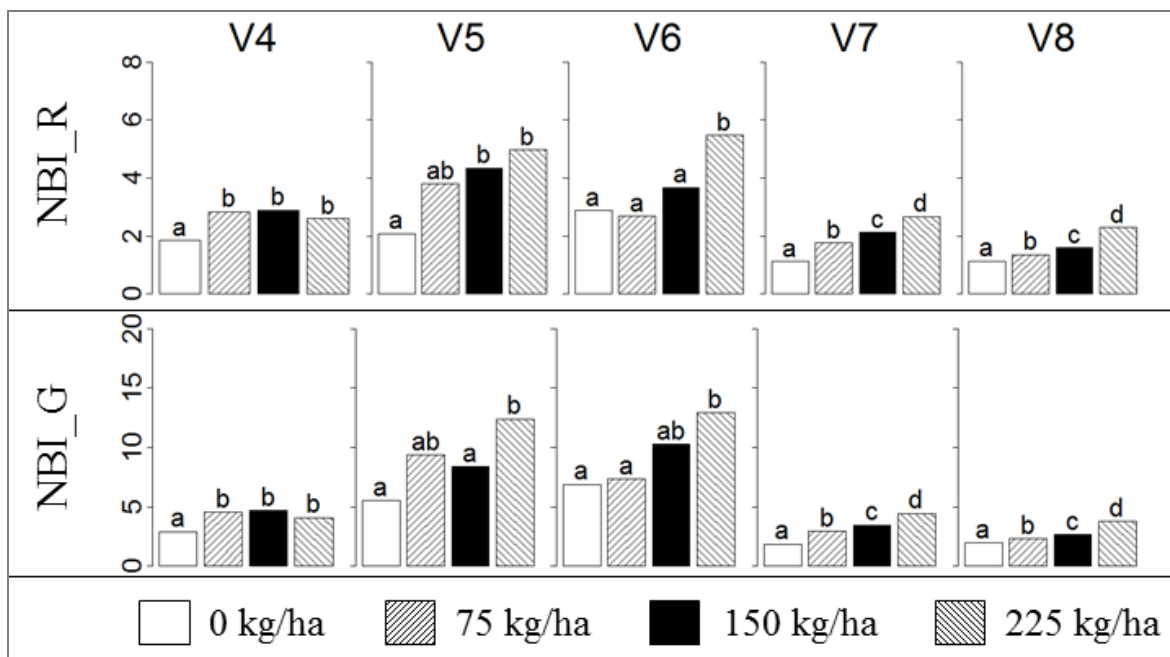 V4 V5 V6 V7 V8
NBI_R
8
6
4
2
0
a b b b
a ab b b
a a a b
a b c d
a b c d
NBI_G
20
15
10
5
0
a b b b
a ab a b
a a ab b
a b c d
a b c d
0 kg/ha 75 kg/ha 150 kg/ha 225 kg/ha